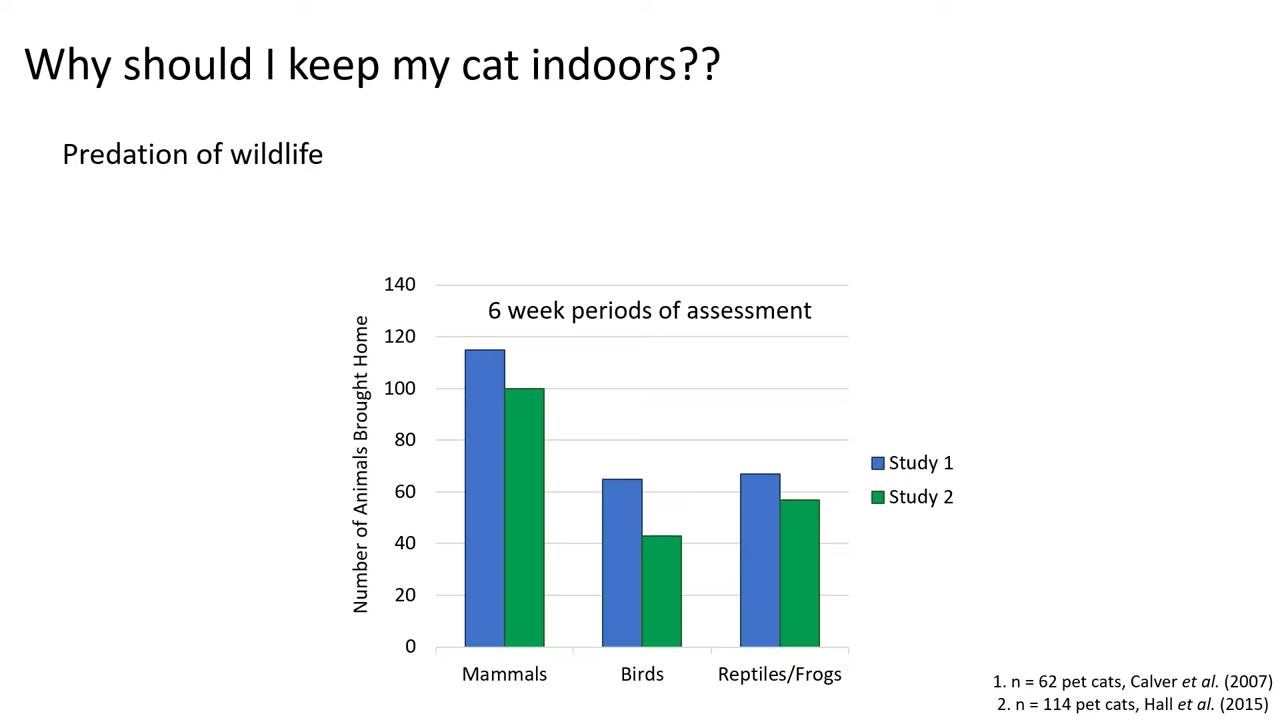 Why should I keep my cat indoors??
Predation of wildlife
6 week periods of assessment
Number of Animals Brought Home
140
120
100
80
60
40
20
0
Mammals Birds Reptiles/Frogs
Study 1
Study 2
1. n = 62 pet cats, Calver et al. (2007)
2. n = 114 pet cats, Hall et al. (2015)